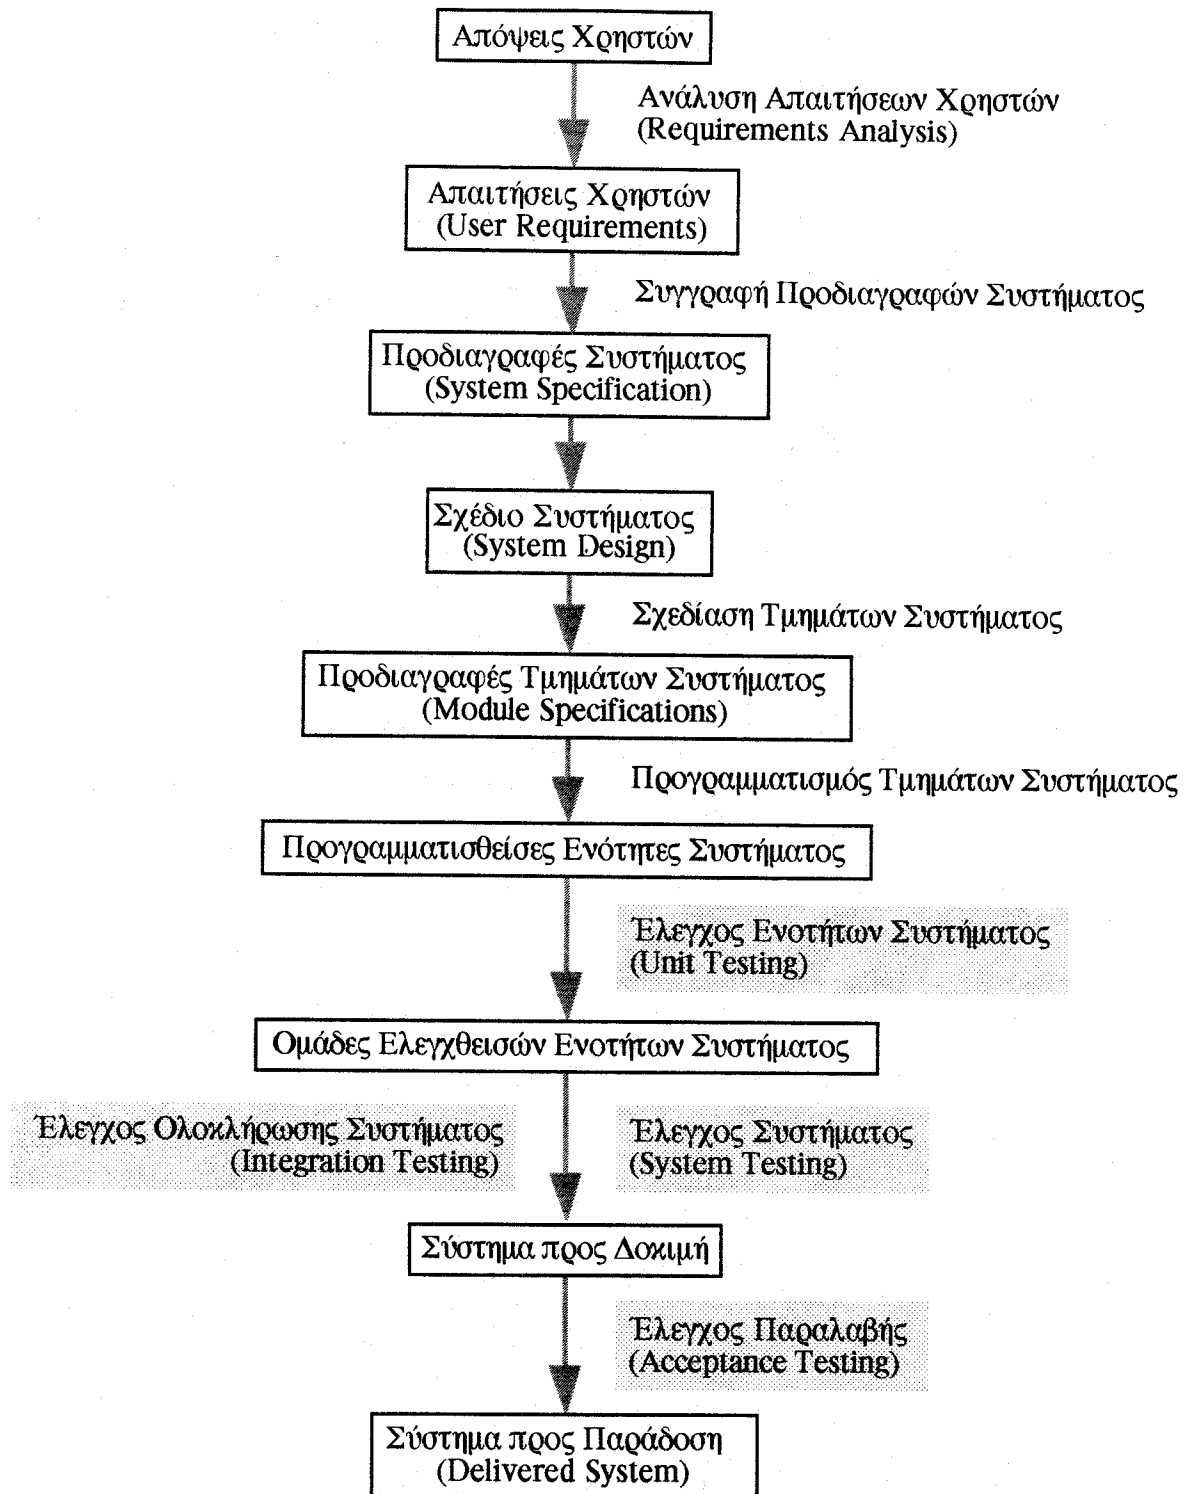 Απόψεις Χρηστών
Ανάλυση Απαιτήσεων Χρηστών
(Requirements Analysis)
Απαιτήσεις Χρηστών
(User Requirements)
Συγγραφή Προδιαγραφών Συστήματος
Προδιαγραφές Συστήματος
(System Specification)
Σχέδιο Συστήματος
(System Design)
Σχεδίαση Τμημάτων Συστήματος
Προδιαγραφές Τμημάτων Συστήματος
(Module Specifications)
Προγραμματισμός Τμημάτων Συστήματος
Προγραμματισθείσες Ενότητες Συστήματος
Έλεγχος Ενοτήτων Συστήματος
(Unit Testing)
Ομάδες Ελεγχθεισών Ενοτήτων Συστήματος
Έλεγχος Ολοκλήρωσης Συστήματος
(Integration Testing)
Έλεγχος Συστήματος
(System Testing)
Σύστημα προς Δοκιμή
Έλεγχος Παραλαβής
(Acceptance Testing)
Σύστημα προς Παράδοση
(Delivered System)